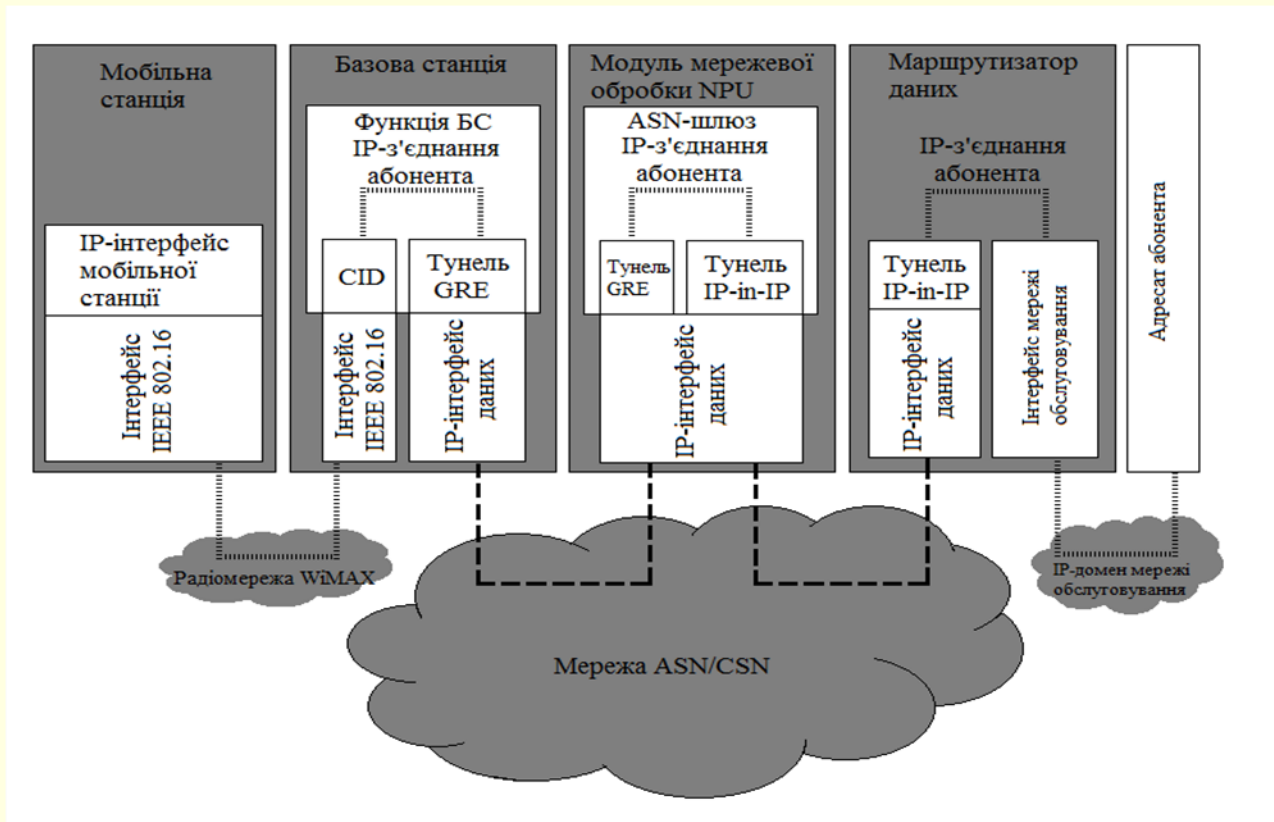 Мобільна
станція
IP-інтерфейс
мобільної
станції
Інтерфейс
IEEE 802.16
Базова станція
Функція БС
IP-з'єднання
абонента
CID
Тунель
GRE
Інтерфейс
IEEE 802.16
IP-інтерфейс
даних
Модуль мережевої
обробки NPU
ASN-шлюз
IP-з'єднання
абонента
Тунель
GRE
Тунель
IP-in-IP
IP-інтерфейс
даних
Маршрутизатор
даних
IP-з'єднання
абонента
Тунель
IP-in-IP
IP-інтерфейс
даних
Інтерфейс мережі
обслуговування
Адресат абонента
Радіомережа WiMAX
IP-домен мережі
обслуговування
Мережа ASN/CSN